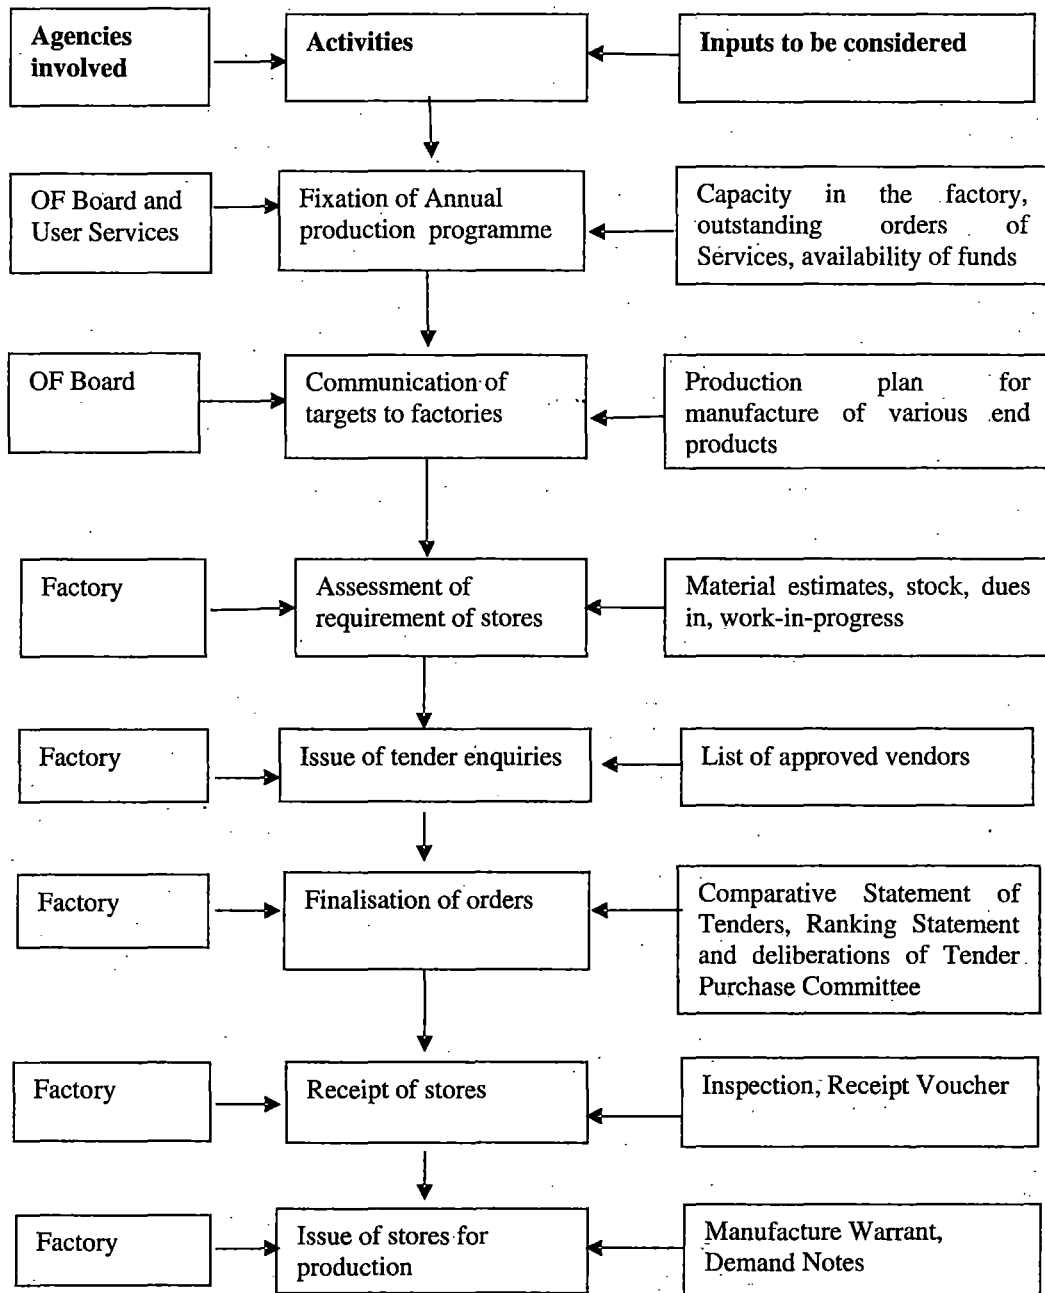 Agencies
involved
Activities
Inputs to be considered
OF Board and
User Services
Fixation of Annual
production programme
Capacity in the factory,
outstanding orders of
Services, availability of funds
OF Board
Communication of
targets to factories
Production plan for
manufacture of various end
products
Factory
Assessment of
requirement of stores
Material estimates, stock, dues
in, work-in-progress
Factory
Issue of tender enquiries
List of approved vendors
Factory
Finalisation of orders
Comparative Statement of
Tenders, Ranking Statement
and deliberations of Tender
Purchase Committee
Factory
Receipt of stores
Inspection, Receipt Voucher
Factory
Issue of stores for
production
Manufacture Warrant,
Demand Notes